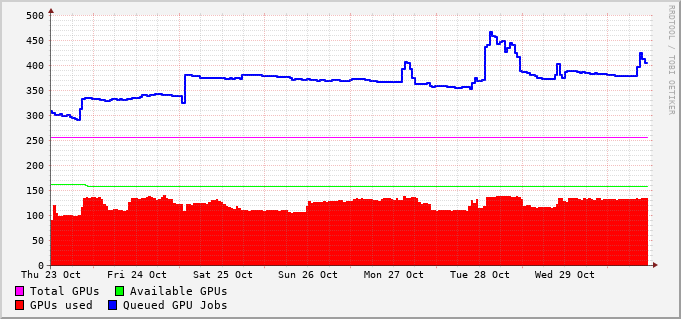 500
450
400
350
300
250
200
150
100
50
0
Thu 23 Oct Fri 24 Oct Sat 25 Oct Sun 26 Oct Mon 27 Oct Tue 28 Oct Wed 29 Oct
Total GPUs Available GPUs
GPUs used Queued GPU Jobs
RRDTOOL / TOBI OETIKER